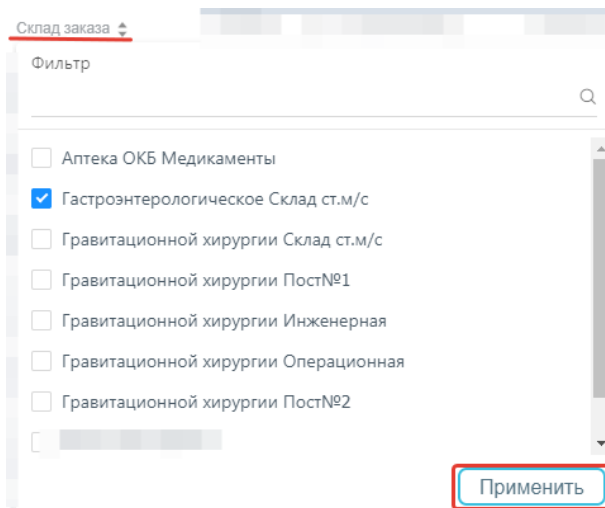 Склад заказа
Фильтр
Аптека ОКБ Медикаменты
Гастроэнтерологическое Склад ст.м/с
Гравитационной хирургии Склад ст.м/с
Гравитационной хирургии Пост№1
Гравитационной хирургии Инженерная
Гравитационной хирургии Операционная
Гравитационной хирургии Пост№2
Применить